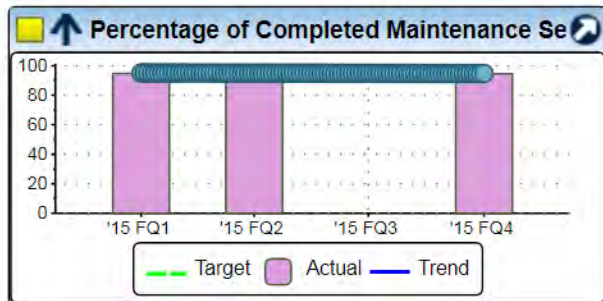 Percentage of Completed Maintenance Se
100
80
60
40
20
0
'15 FQ1 '15 FQ2 '15 FQ3 '15 FQ4
Target Actual Trend